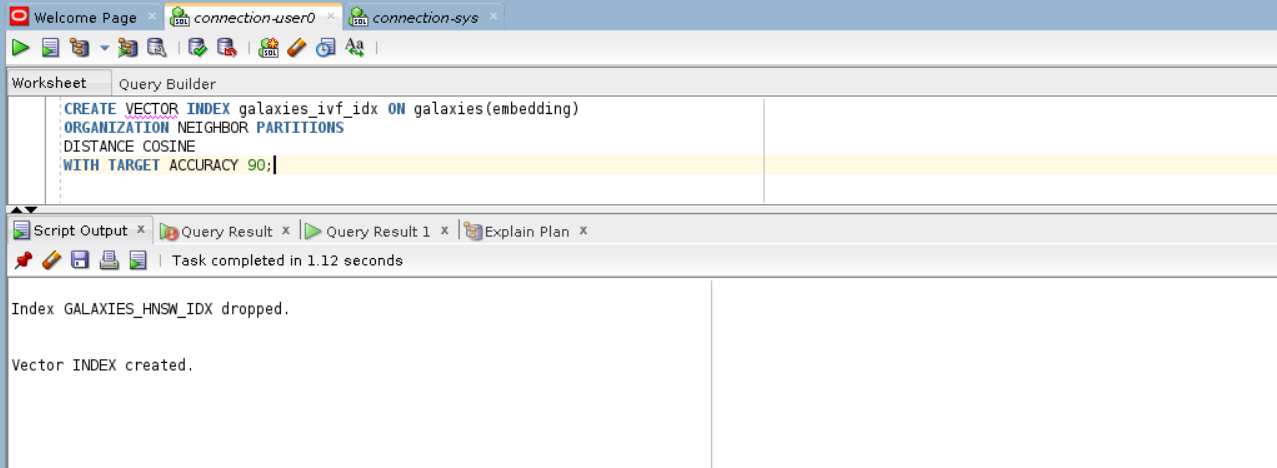 Welcome Page connection-user0 connection-sys
Worksheet Query Builder
CREATE VECTOR INDEX galaxies_ivf_idx ON galaxies(embedding)
ORGANIZATION NEIGHBOR PARTITIONS
DISTANCE COSINE
WITH TARGET ACCURACY 90;
Script Output x Query Result x Query Result 1 x Explain Plan x
Task completed in 1.12 seconds
Index GALAXIES_HNSW_IDX dropped.
Vector INDEX created.